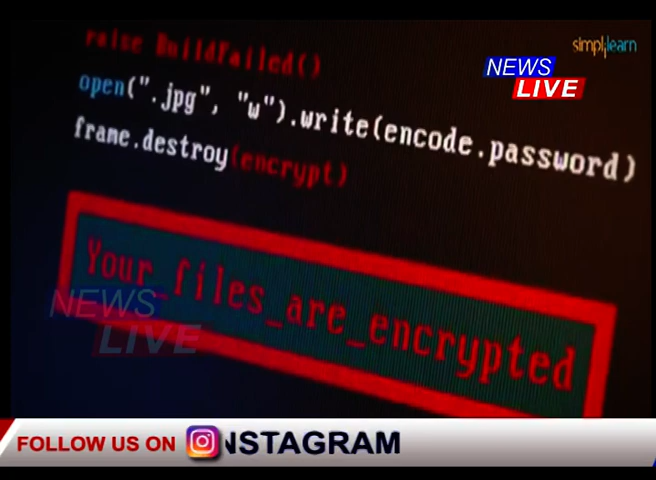 raise BuildFailed()
simplilearn
NEWS
LIVE
open(".jpg", "w").write(encode.password)
frame.destroy(encrypt)
Your_files_are_encrypted
NEWS
LIVE
FOLLOW US ON NSTAGRAM